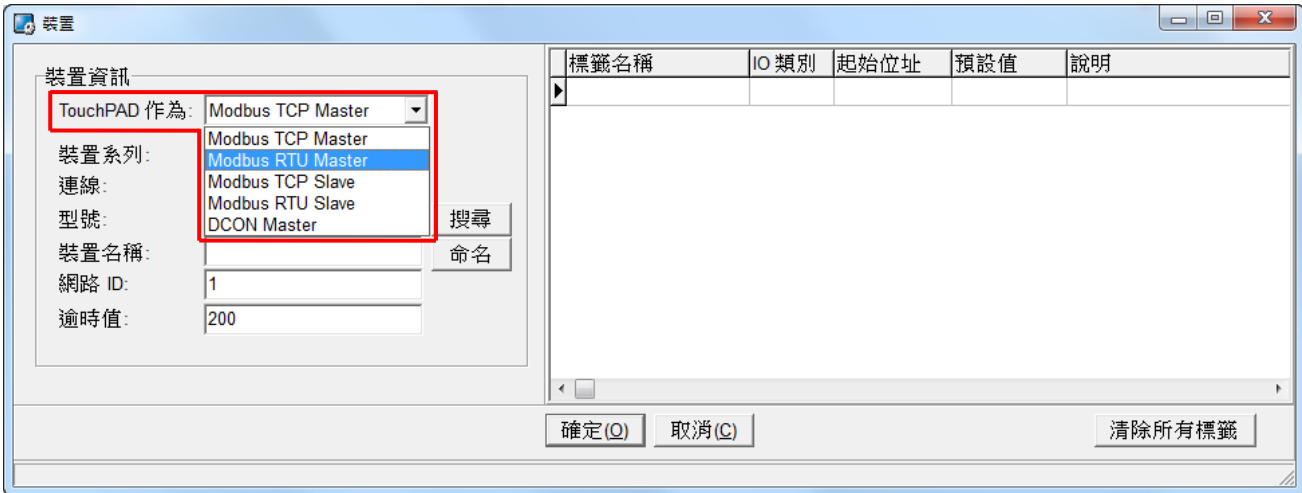 裝置
裝置資訊
TouchPAD 作為: Modbus TCP Master
Modbus TCP Master
Modbus RTU Master
Modbus TCP Slave
Modbus RTU Slave
DCON Master
裝置系列:
連線:
型號: 搜尋
裝置名稱: 命名
網路 ID: 1
逾時值: 200
標籤名稱 IO 類別 起始位址 預設值 說明
確定(O) 取消(C) 清除所有標籤